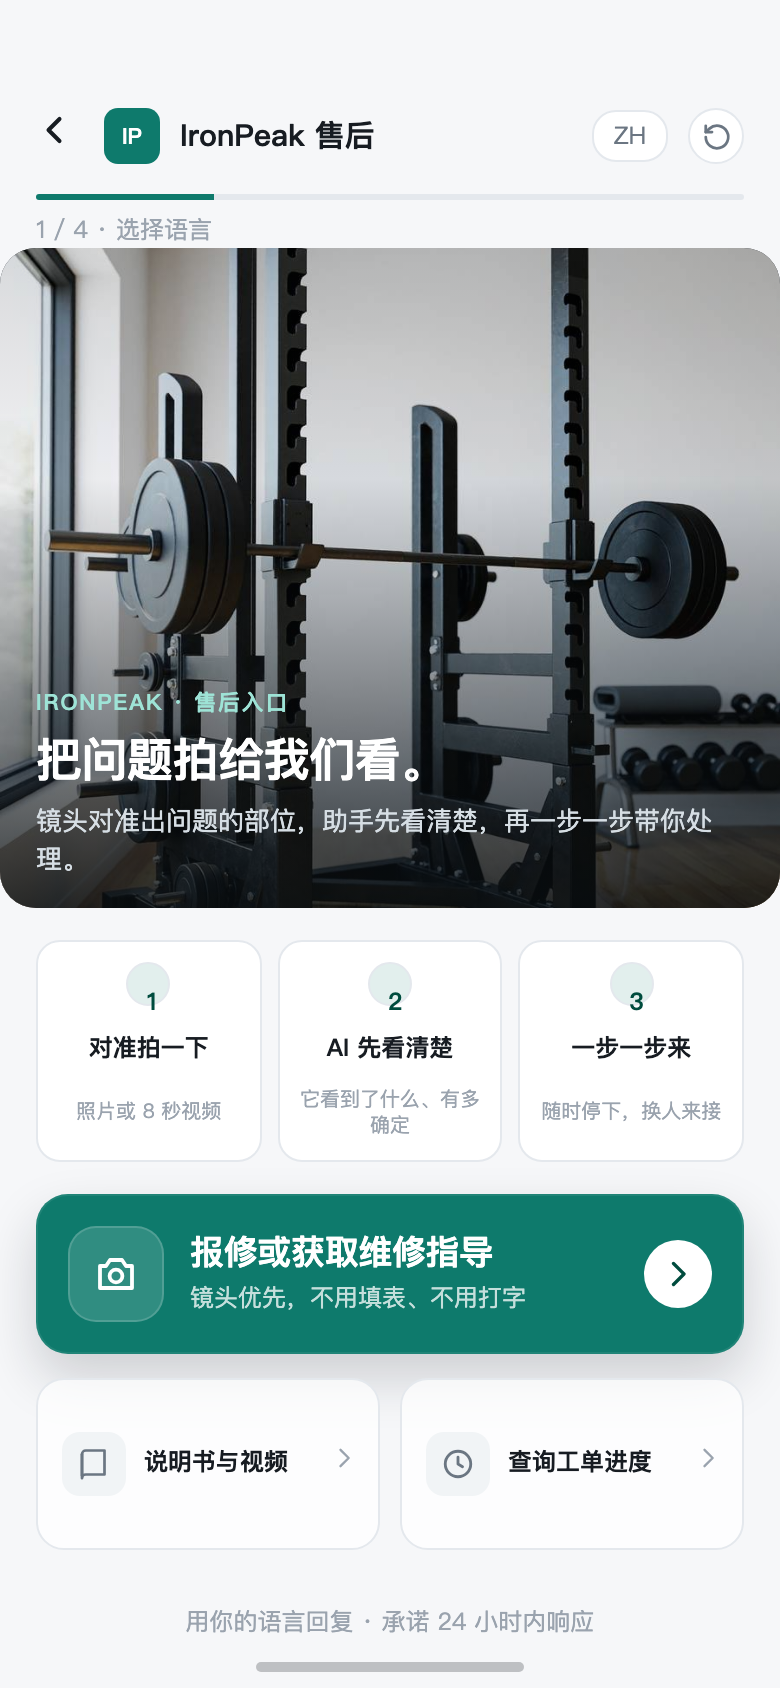 IP
IronPeak 售后
ZH
1 / 4 · 选择语言
IRONPEAK · 售后入口
把问题拍给我们看。
镜头对准出问题的部位，助手先看清楚，再一步一步带你处
理。
1
对准拍一下
照片或 8 秒视频
2
AI 先看清楚
它看到了什么、有多
确定
3
一步一步来
随时停下，换人来接
报修或获取维修指导
镜头优先，不用填表、不用打字
说明书与视频
查询工单进度
用你的语言回复 · 承诺 24 小时内响应